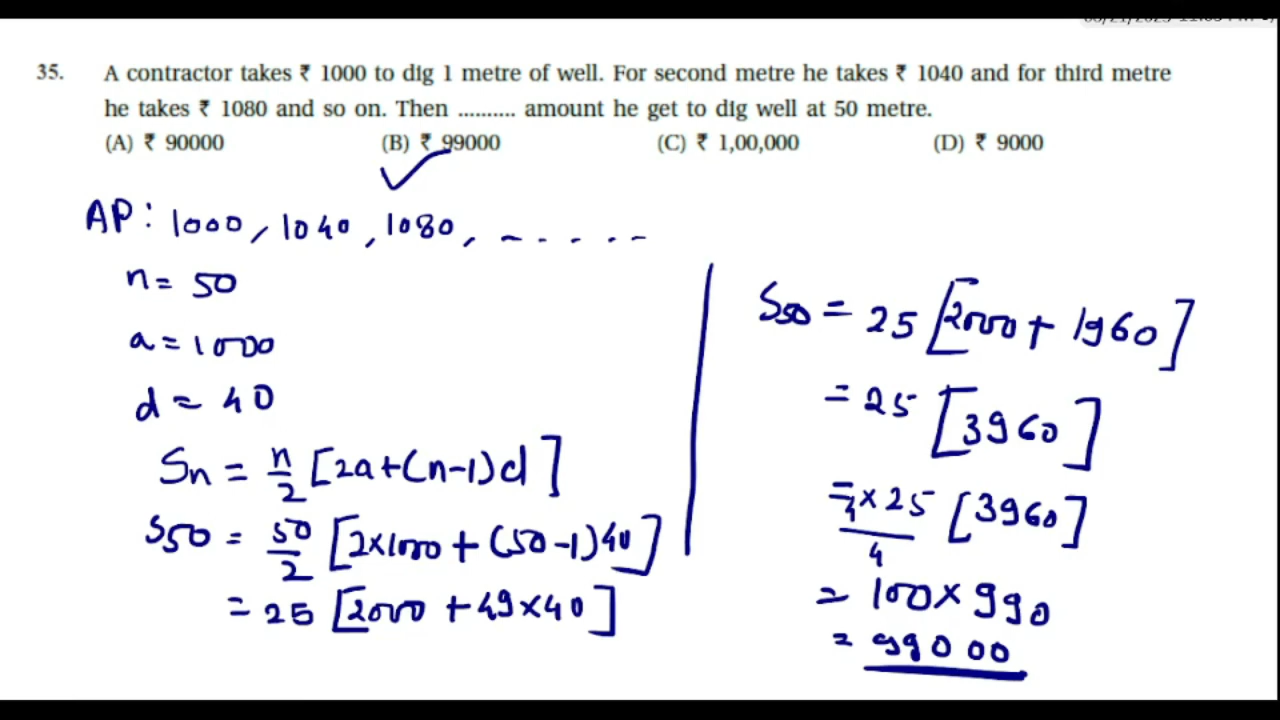 35. A contractor takes ₹ 1000 to dig 1 metre of well. For second metre he takes ₹ 1040 and for third metre
he takes ₹ 1080 and so on. Then .......... amount he get to dig well at 50 metre.
(A) ₹ 90000 (B) ₹ 99000 (C) ₹ 1,00,000 (D) ₹ 9000
AP: 1000, 1040, 1080, ------
n = 50
a = 1000
d = 40
Sn = n/2 [2a+(n-1)d]
S50 = 50/2 [2×1000 + (50-1)40]
= 25 [2000 + 49×40]
S50 = 25 [2000 + 1960]
= 25 [3960]
= 4×25/4 [3960]
= 100 × 990
= 99000